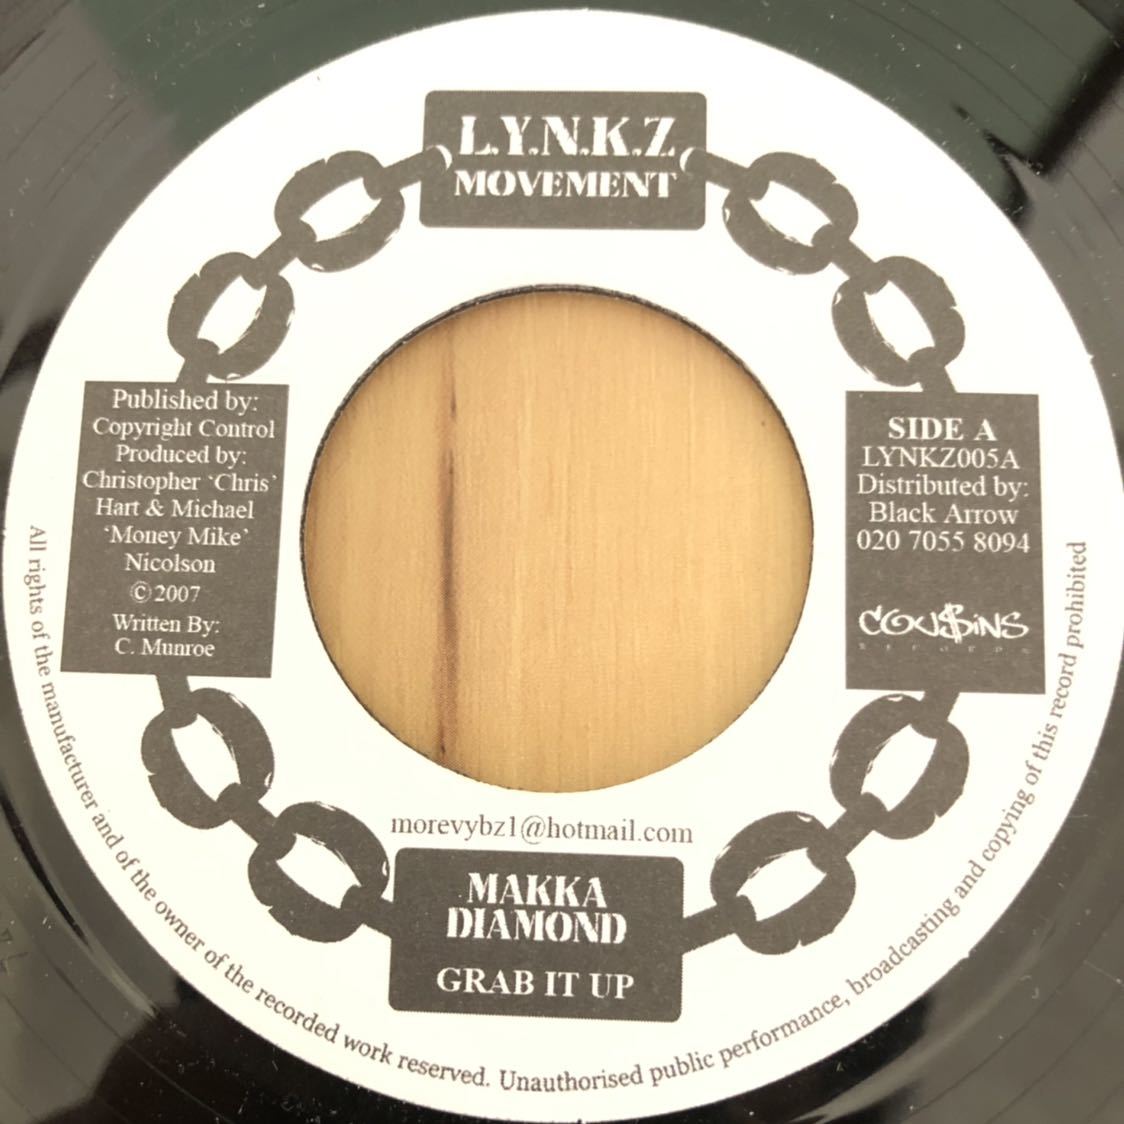 L.Y.N.K.Z
MOVEMENT
Published by:
Copyright Control
Produced by:
Christopher ‘Chris’
Hart & Michael
‘Money Mike’
Nicolson
©2007
Written By:
C. Munroe
SIDE A
LYNKZ005A
Distributed by:
Black Arrow
020 7055 8094
COU$iNS
RECORDS
morevybz1@hotmail.com
MAKKA
DIAMOND
GRAB IT UP
All rights of the manufacturer and of the owner of the recorded work reserved. Unauthorised public performance, broadcasting and copying of this record prohibited